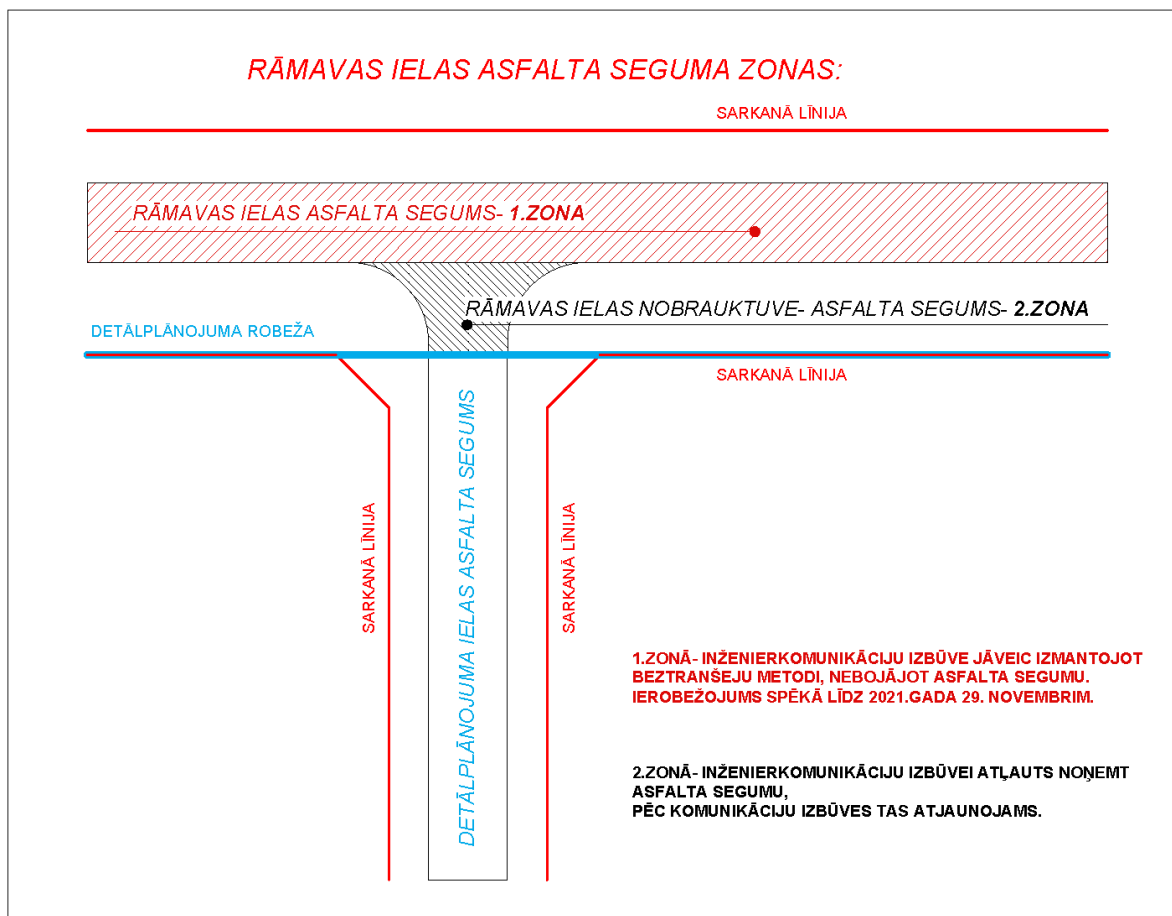 RĀMAVAS IELAS ASFALTA SEGUMA ZONAS:
SARKANĀ LĪNIJA
RĀMAVAS IELAS ASFALTA SEGUMS- 1.ZONA
RĀMAVAS IELAS NOBRAUKTUVE- ASFALTA SEGUMS- 2.ZONA
DETĀLPLĀNOJUMA ROBEŽA
SARKANĀ LĪNIJA
SARKANĀ LĪNIJA
DETĀLPLĀNOJUMA IELAS ASFALTA SEGUMS
SARKANĀ LĪNIJA
1.ZONĀ- INŽENIERKOMUNIKĀCIJU IZBŪVE JĀVEIC IZMANTOJOT
BEZTRANŠEJU METODI, NEBOJĀJOT ASFALTA SEGUMU.
IEROBEŽOJUMS SPĒKĀ LĪDZ 2021.GADA 29. NOVEMBRIM.
2.ZONĀ- INŽENIERKOMUNIKĀCIJU IZBŪVEI ATĻAUTS NOŅEMT
ASFALTA SEGUMU,
PĒC KOMUNIKĀCIJU IZBŪVES TAS ATJAUNOJAMS.